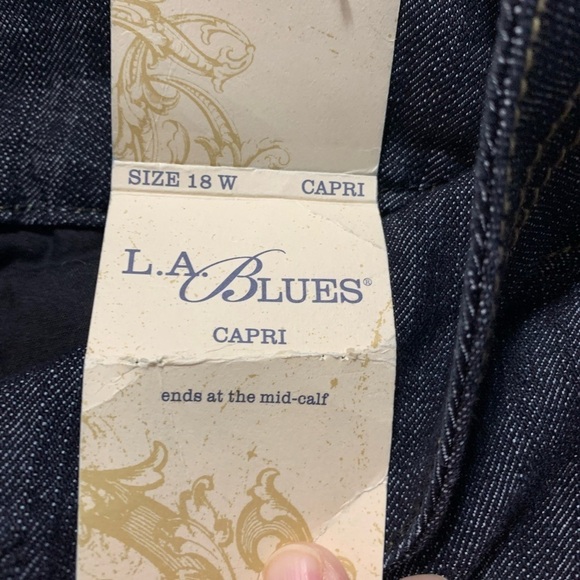 SIZE 18 W CAPRI
L.A. BLUES®
CAPRI
ends at the mid-calf